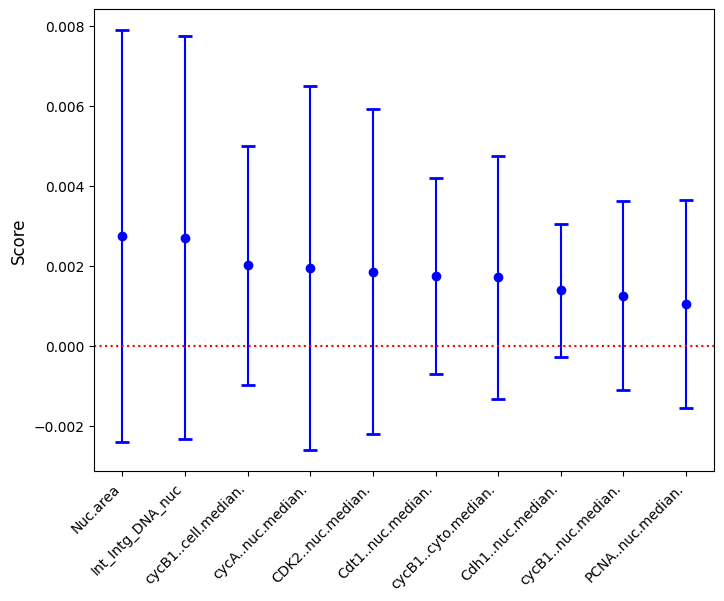 0.008
0.006
0.004
0.002
0.000
−0.002
Score
Nuc.area
Int_Intg_DNA_nuc
cycB1..cell.median.
cycA..nuc.median.
CDK2..nuc.median.
Cdt1..nuc.median.
cycB1..cyto.median.
Cdh1..nuc.median.
cycB1..nuc.median.
PCNA..nuc.median.